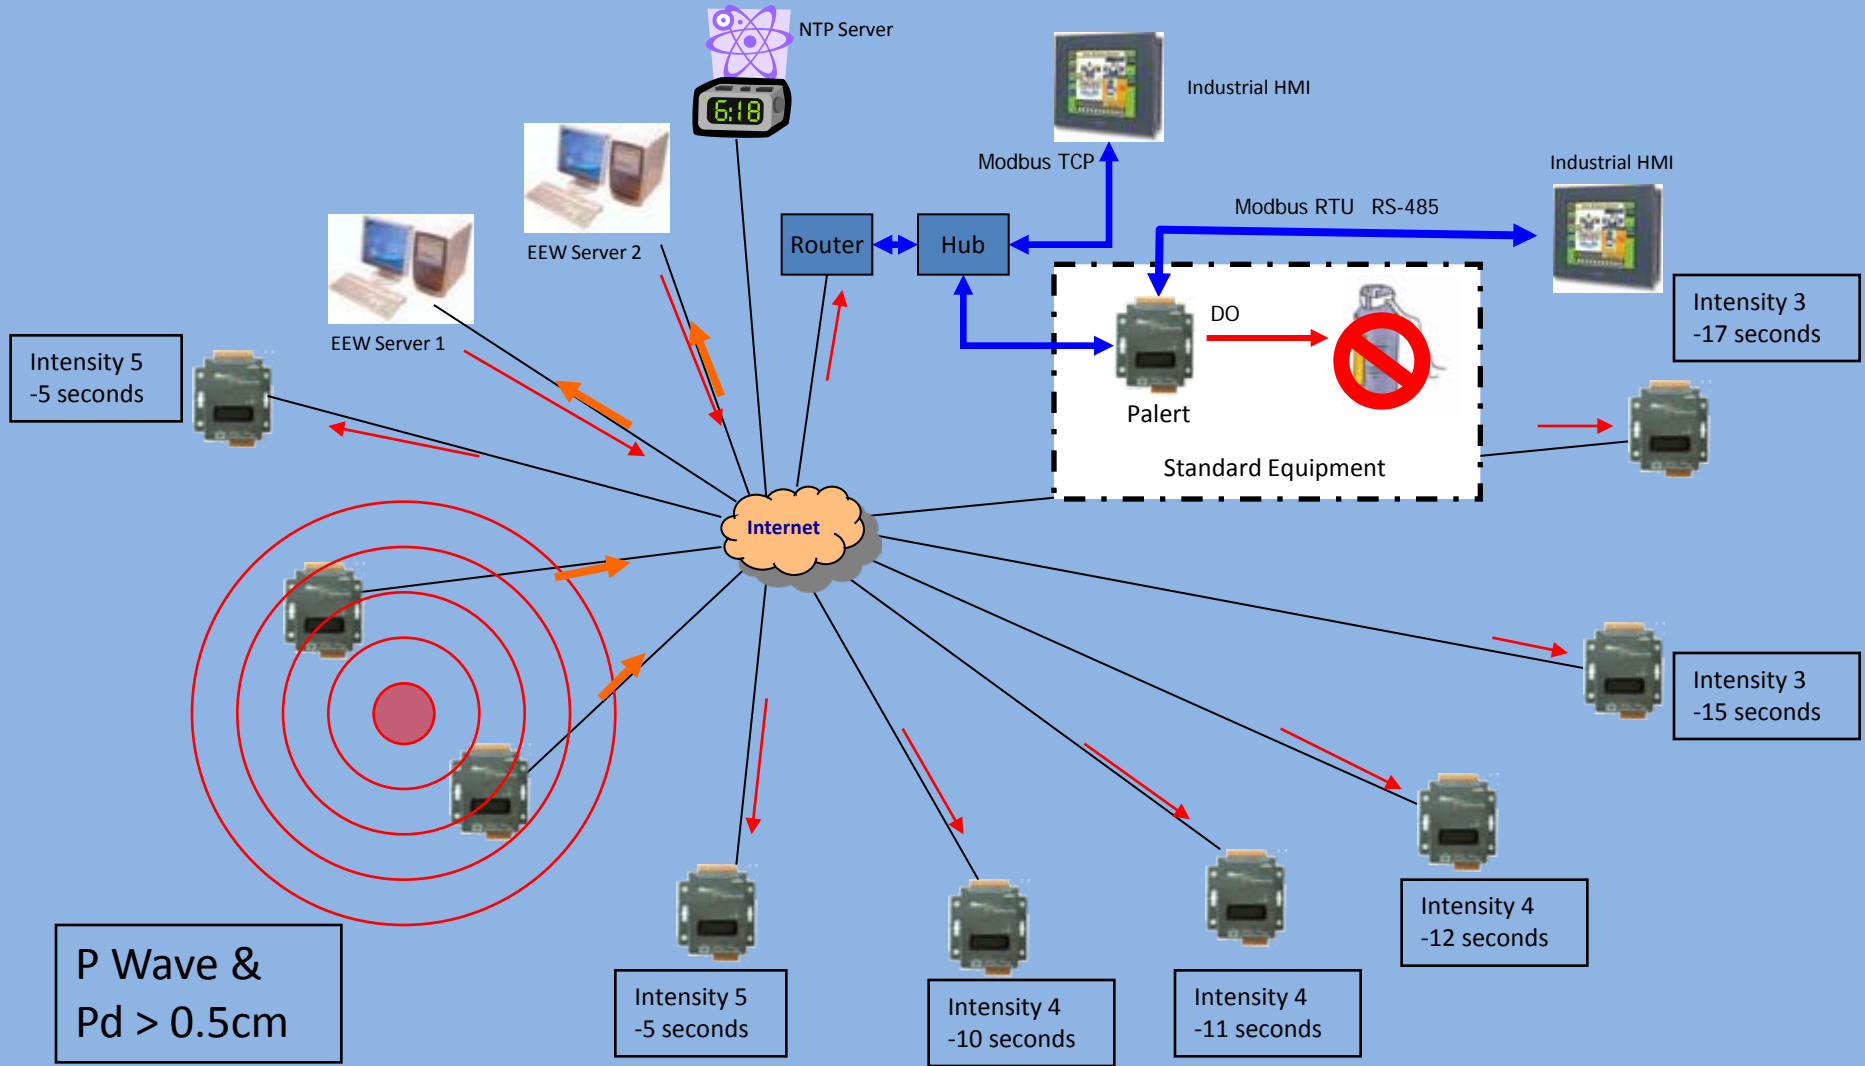 NTP Server
6:18
Industrial HMI
Modbus TCP
Industrial HMI
Modbus RTU RS-485
EEW Server 2
Router
Hub
EEW Server 1
DO
Palert
Standard Equipment
Intensity 3
-17 seconds
Intensity 5
-5 seconds
Internet
Intensity 3
-15 seconds
Intensity 4
-12 seconds
P Wave &
Pd > 0.5cm
Intensity 5
-5 seconds
Intensity 4
-10 seconds
Intensity 4
-11 seconds